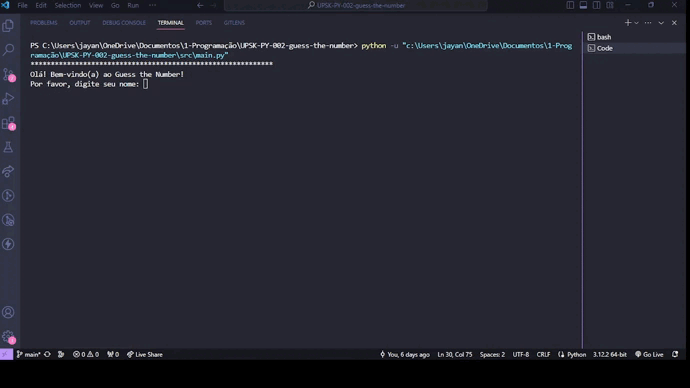 File Edit Selection View Go Run ···
UPSK-PY-002-guess-the-number
PROBLEMS OUTPUT DEBUG CONSOLE TERMINAL PORTS GITLENS
PS C:\Users\jayan\OneDrive\Documentos\1-Programação\UPSK-PY-002-guess-the-number> python -u "c:\Users\jayan\OneDrive\Documentos\1-Prog
ramação\UPSK-PY-002-guess-the-number\src\main.py"
************************************************************
Olá! Bem-vindo(a) ao Guess the Number!
Por favor, digite seu nome:
bash
Code
main* 0 0 0 Live Share You, 6 days ago Ln 30, Col 75 Spaces: 2 UTF-8 CRLF Python 3.12.2 64-bit Go Live